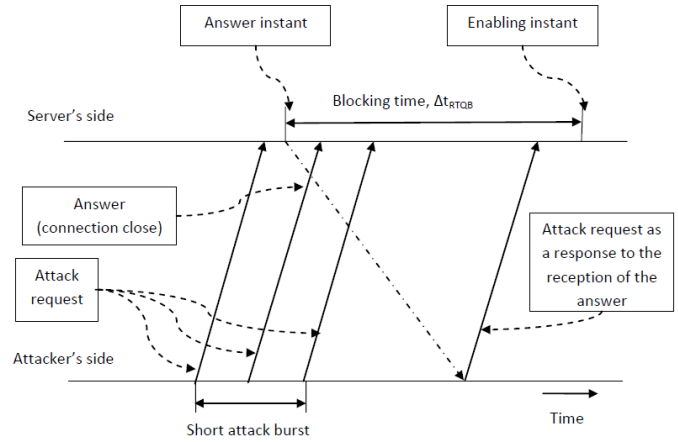 Answer instant
Enabling instant
Blocking time, Δt_RTQB
Server's side
Answer
(connection close)
Attack request as
a response to the
reception of the
answer
Attack
request
Attacker's side
Short attack burst
Time